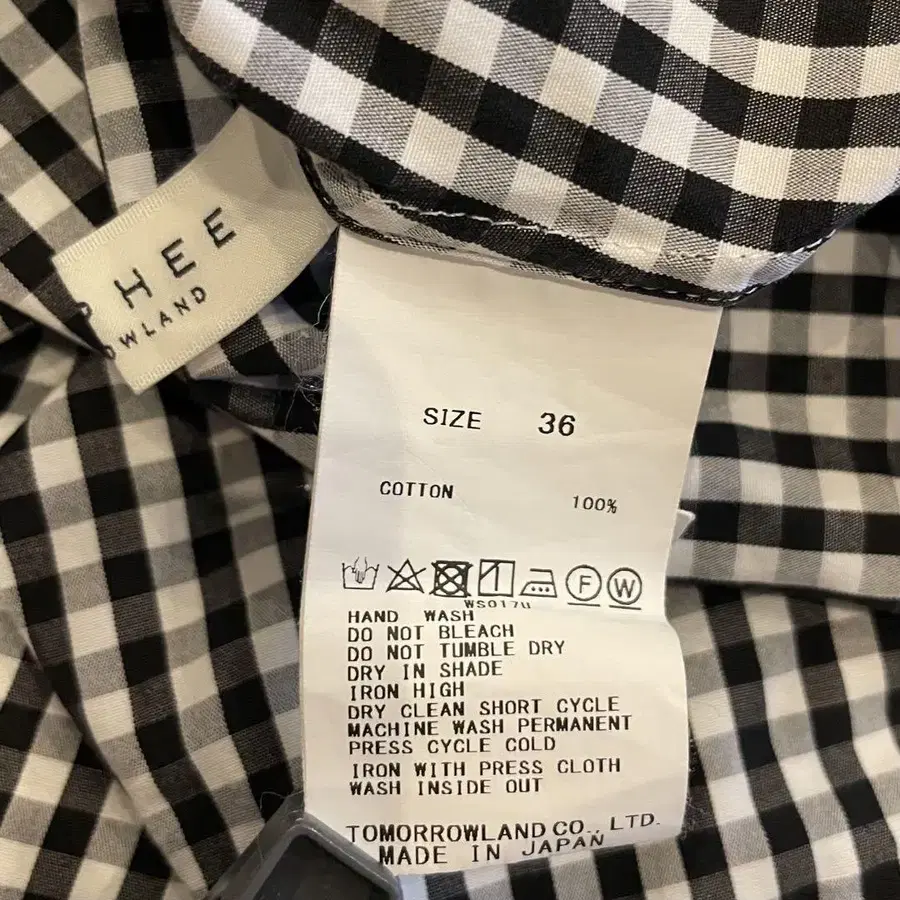 PHEE
OWLAND
SIZE 36
COTTON 100%
F W
WS017U
HAND WASH
DO NOT BLEACH
DO NOT TUMBLE DRY
DRY IN SHADE
IRON HIGH
DRY CLEAN SHORT CYCLE
MACHINE WASH PERMANENT
PRESS CYCLE COLD
IRON WITH PRESS CLOTH
WASH INSIDE OUT
TOMORROWLAND CO., LTD.
MADE IN JAPAN